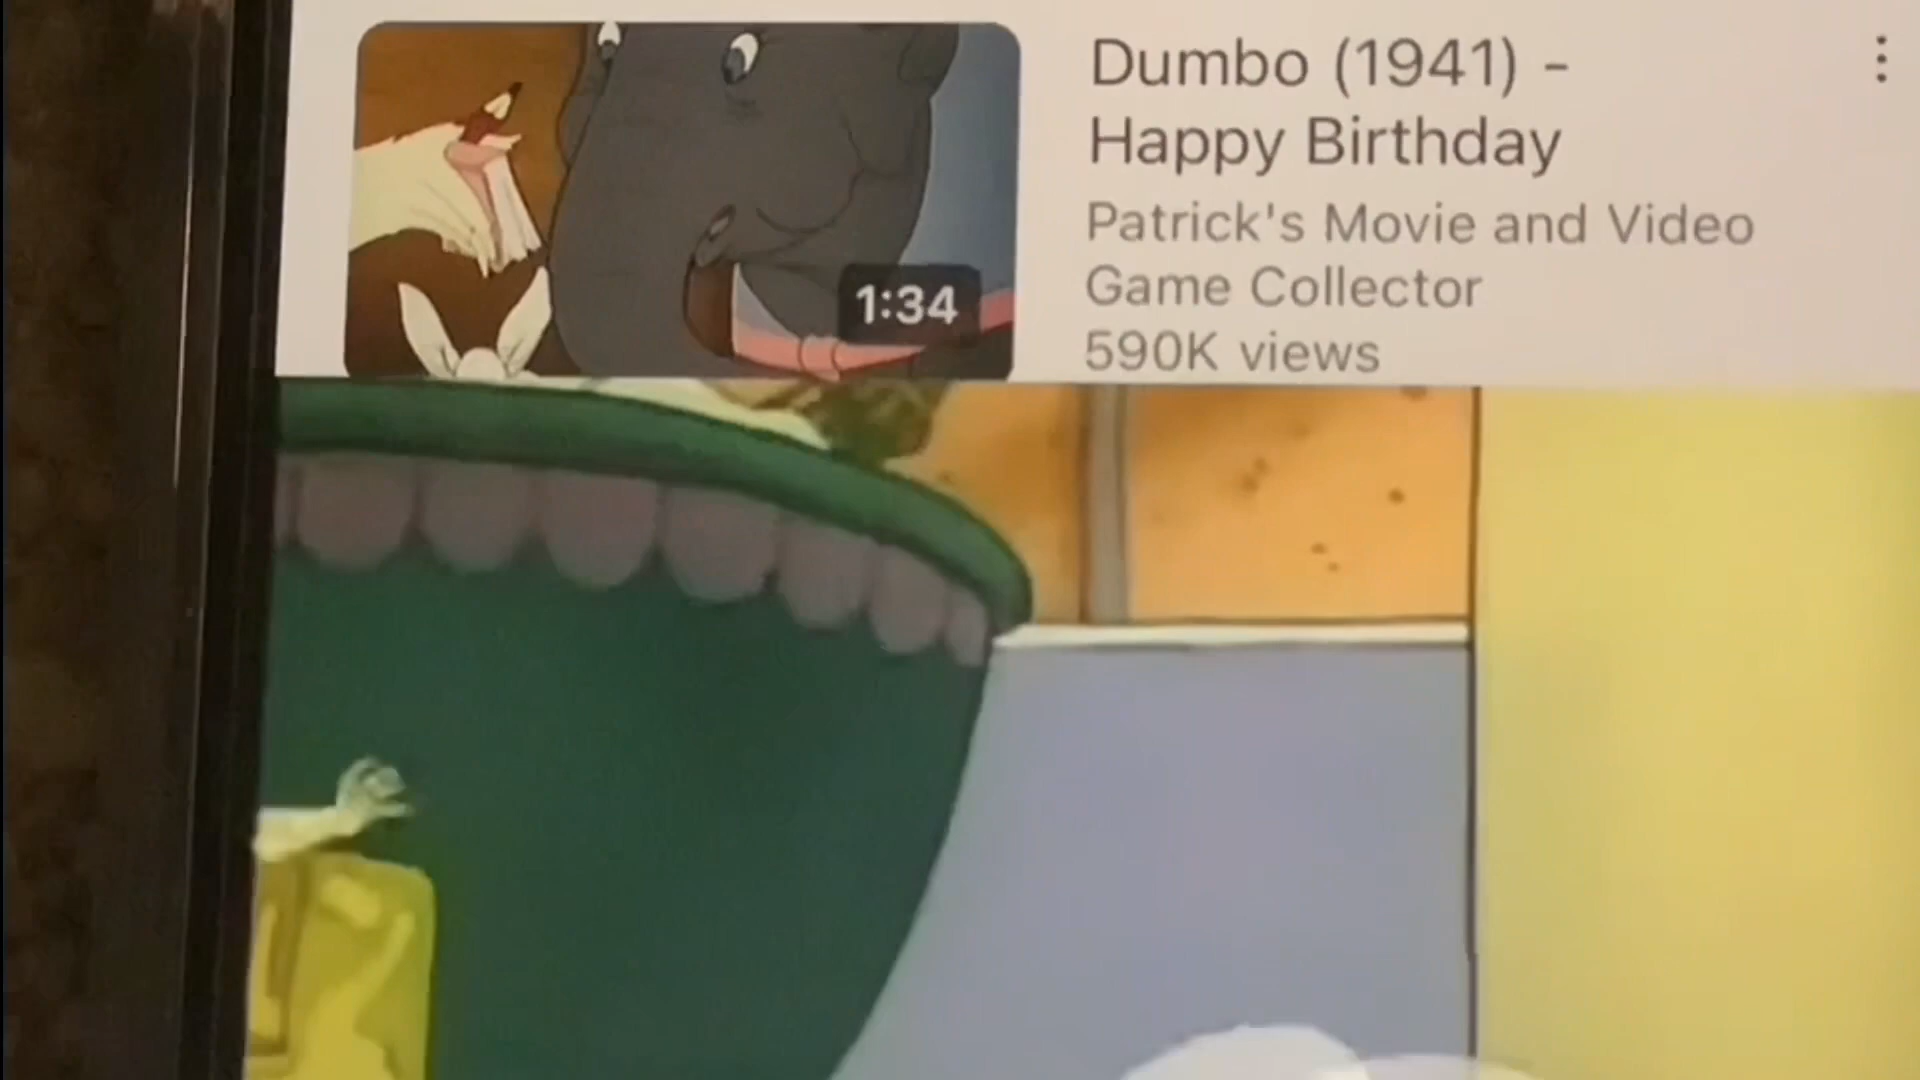 Dumbo (1941) -
Happy Birthday
Patrick's Movie and Video
Game Collector
590K views
1:34